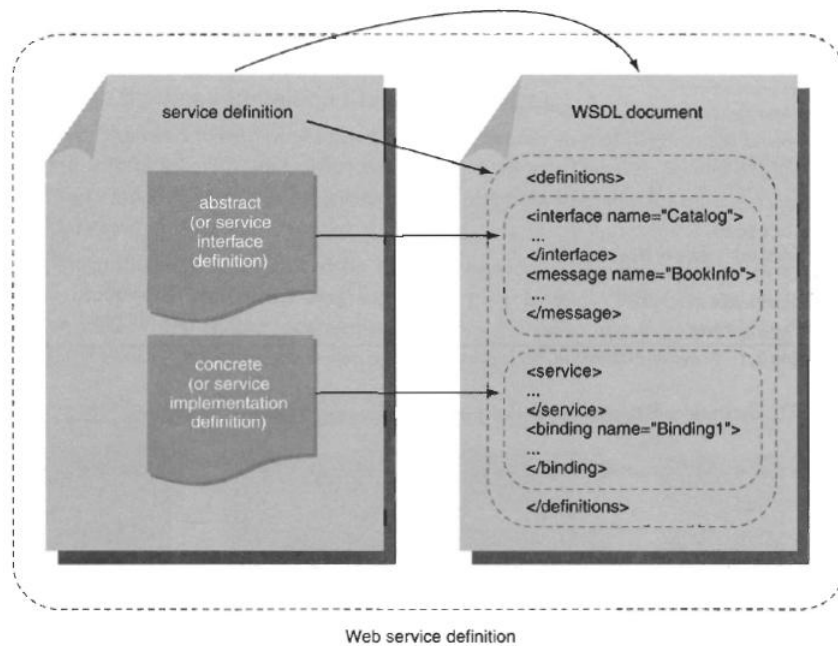 service definition
abstract
(or service
interface
definition)
concrete
(or service
implementation
definition)
WSDL document
<definitions>
<interface name="Catalog">
...
</interface>
<message name="BookInfo">
...
</message>
<service>
...
</service>
<binding name="Binding1">
...
</binding>
</definitions>
Web service definition